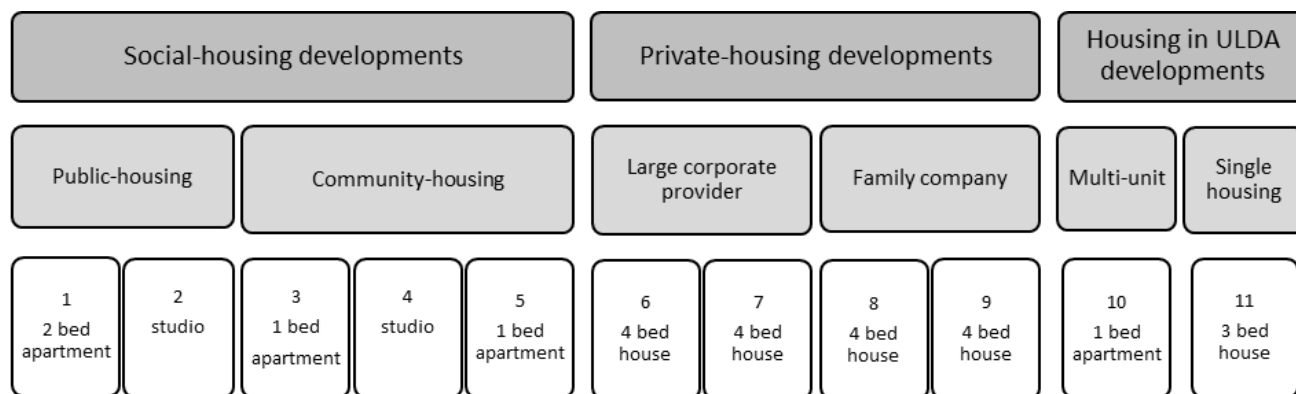 Social-housing developments
Private-housing developments
Housing in ULDA
developments
Public-housing
Community-housing
Large corporate
provider
Family company
Multi-unit
Single
housing
1
2 bed
apartment
2
studio
3
1 bed
apartment
4
studio
5
1 bed
apartment
6
4 bed
house
7
4 bed
house
8
4 bed
house
9
4 bed
house
10
1 bed
apartment
11
3 bed
house